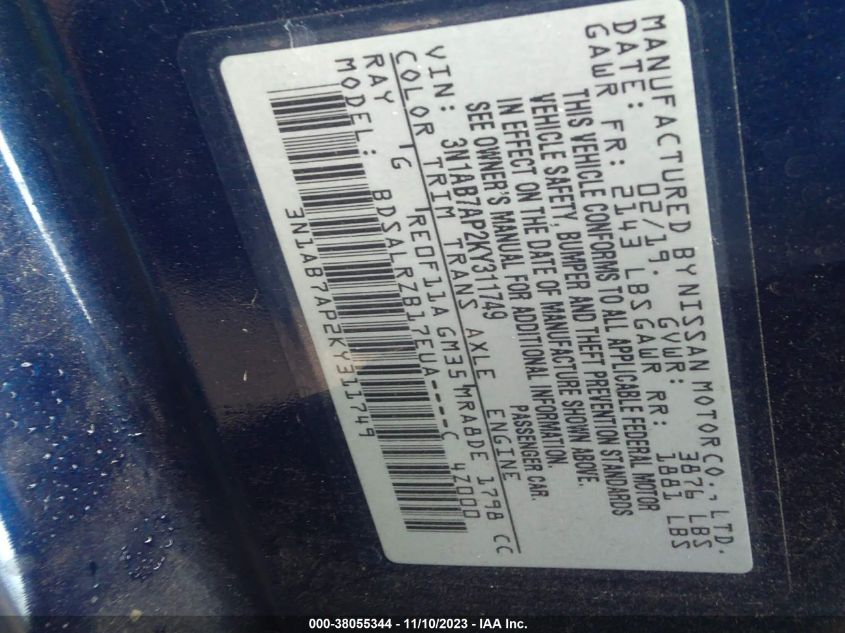 MANUFACTURED BY NISSAN MOTOR CO., LTD.
DATE: 02/19. GVWR: 3876 LBS
GAWR FR: 2143 LBS GAWR RR: 1881 LBS
THIS VEHICLE CONFORMS TO ALL APPLICABLE FEDERAL MOTOR
VEHICLE SAFETY, BUMPER AND THEFT PREVENTION STANDARDS
IN EFFECT ON THE DATE OF MANUFACTURE SHOWN ABOVE.
SEE OWNER'S MANUAL FOR ADDITIONAL INFORMATION.
VIN: 3N1AB7AP2KY311749 PASSENGER CAR.
COLOR TRIM TRANS AXLE ENGINE
RAY G RE0F11A GM35 MRA8DE 1798 CC
MODEL: BDSALRZB17EUA----C 4Z000
3N1AB7AP2KY311749
000-38055344 - 11/10/2023 - IAA Inc.